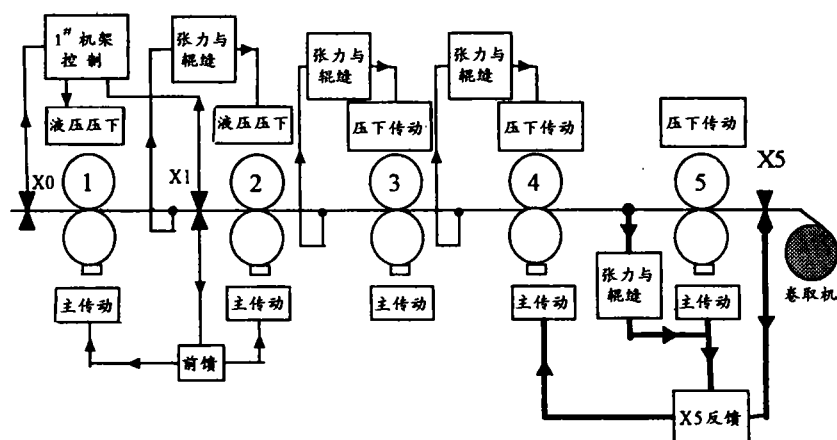 1# 机架
控 制
张力与
辊缝
张力与
辊缝
张力与
辊缝
液压压下
液压压下
压下传动
压下传动
压下传动
X0
1
X1
2
3
4
5
X5
张力与
辊缝
卷取机
主传动
主传动
主传动
主传动
主传动
前馈
X5反馈